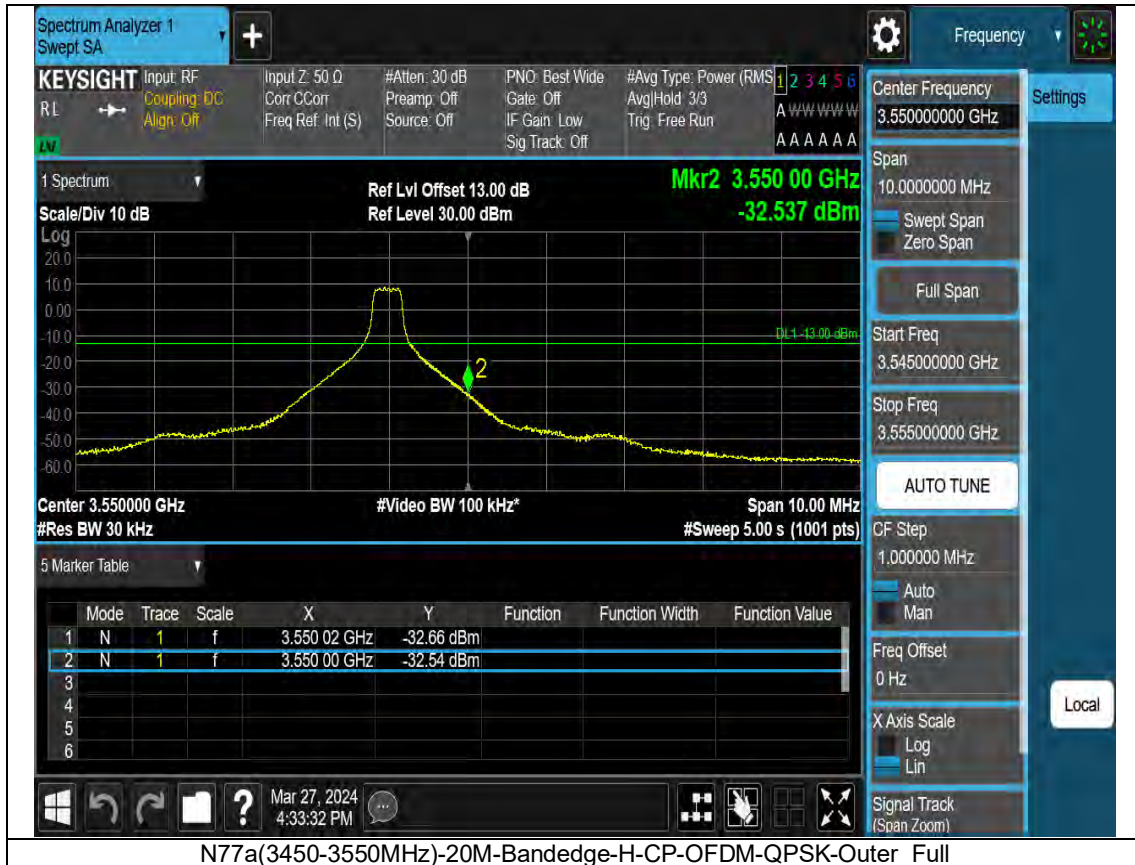 Spectrum Analyzer 1
Swept SA
+
Frequency
KEYSIGHT
RL
Input: RF
Coupling: DC
Align: Off
Input Z: 50 Ω
Corr CCorr
Freq Ref: Int (S)
#Atten: 30 dB
Preamp: Off
Source: Off
PNO: Best Wide
Gate: Off
IF Gain: Low
Sig Track: Off
#Avg Type: Power (RMS
Avg|Hold: 3/3
Trig: Free Run
1 2 3 4 5 6
A W W W W W
A A A A A A
1 Spectrum
Scale/Div 10 dB
Ref Lvl Offset 13.00 dB
Ref Level 30.00 dBm
Mkr2 3.550 00 GHz
-32.537 dBm
Log
20.0
10.0
0.00
-10.0
-20.0
-30.0
-40.0
-50.0
-60.0
DL1 -13.00 dBm
2
Center 3.550000 GHz
#Res BW 30 kHz
#Video BW 100 kHz*
Span 10.00 MHz
#Sweep 5.00 s (1001 pts)
5 Marker Table
Mode Trace Scale X Y Function Function Width Function Value
1 N 1 f 3.550 02 GHz -32.66 dBm
2 N 1 f 3.550 00 GHz -32.54 dBm
3
4
5
6
Mar 27, 2024
4:33:32 PM
?
Center Frequency
3.550000000 GHz
Settings
Span
10.0000000 MHz
Swept Span
Zero Span
Full Span
Start Freq
3.545000000 GHz
Stop Freq
3.555000000 GHz
AUTO TUNE
CF Step
1.000000 MHz
Auto
Man
Freq Offset
0 Hz
X Axis Scale
Log
Lin
Local
Signal Track
(Span Zoom)
N77a(3450-3550MHz)-20M-Bandedge-H-CP-OFDM-QPSK-Outer_Full